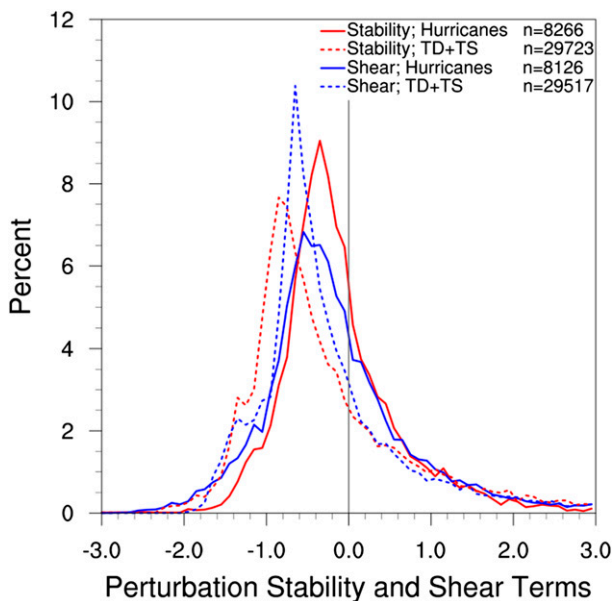 Stability; Hurricanes n=8266
Stability; TD+TS n=29723
Shear; Hurricanes n=8126
Shear; TD+TS n=29517
12
10
8
6
4
2
0
Percent
-3.0 -2.0 -1.0 0.0 1.0 2.0 3.0
Perturbation Stability and Shear Terms